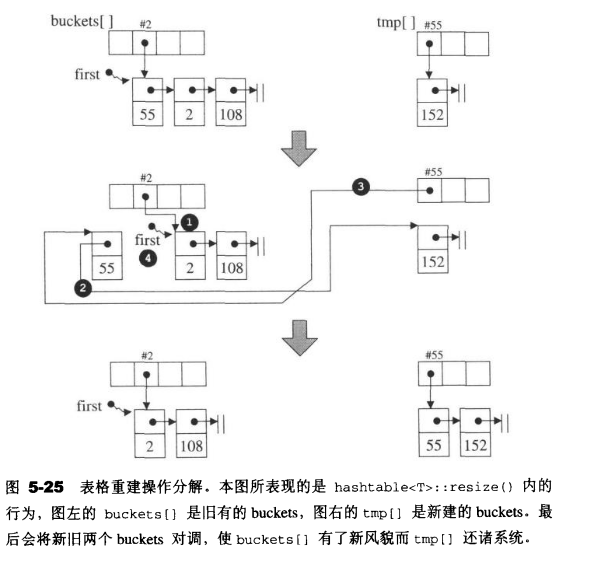 buckets[ ] #2 tmp[ ] #55
first
55 2 108 152
#2 #55
❸
❶
first
❹
55 2 108 152
❷
#2 #55
first
2 108 55 152
图 5-25 表格重建操作分解。本图所表现的是 hashtable<T>::resize() 内的
行为，图左的 buckets[] 是旧有的 buckets，图右的 tmp[] 是新建的 buckets。最
后会将新旧两个 buckets 对调，使 buckets[] 有了新风貌而 tmp[] 还诸系统。